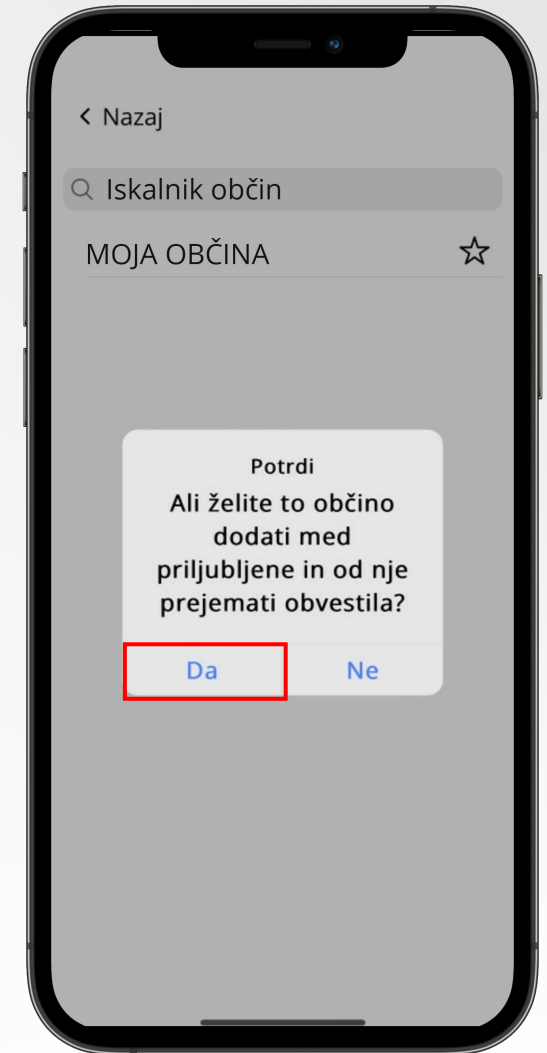 Nazaj
Iskalnik občin
MOJA OBČINA
Potrdi
Ali želite to občino
dodati med
priljubljene in od nje
prejemati obvestila?
Da
Ne